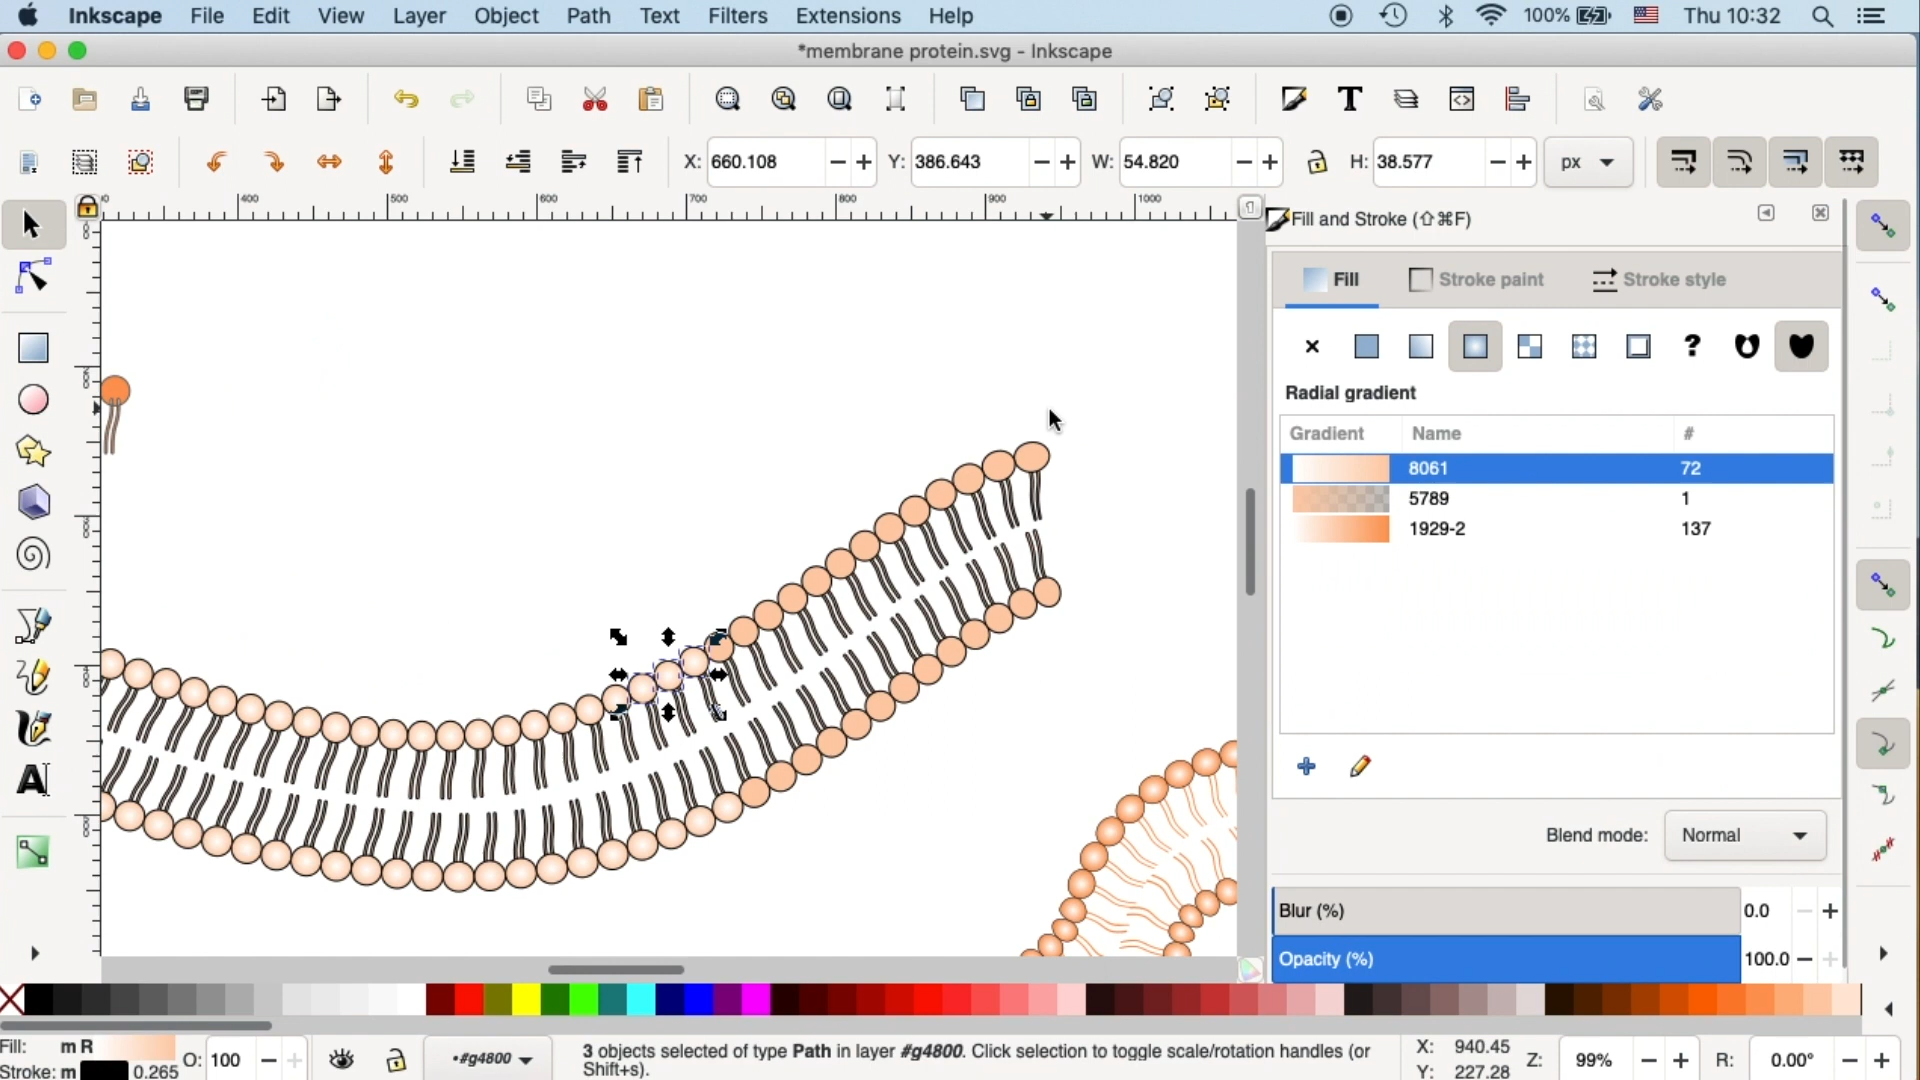 Inkscape File Edit View Layer Object Path Text Filters Extensions Help 100% Thu 10:32
*membrane protein.svg - Inkscape
X: 660.108 Y: 386.643 W: 54.820 H: 38.577 px
400 500 600 700 800 900 1000
Fill and Stroke (⇧⌘F)
Fill Stroke paint Stroke style
Radial gradient
Gradient Name #
8061 72
5789 1
1929-2 137
Blend mode: Normal
Blur (%) 0.0
Opacity (%) 100.0
Fill: m R O: 100 •#g4800 3 objects selected of type Path in layer #g4800. Click selection to toggle scale/rotation handles (or X: 940.45 Z: 99% R: 0.00°
Stroke: m 0.265 Shift+s). Y: 227.28